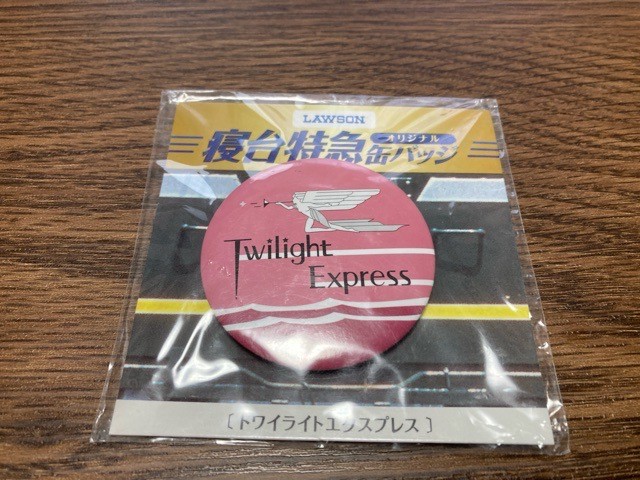 LAWSON
寝台特急
オリジナル
缶バッジ
Twilight
Express
［トワイライトエクスプレス］